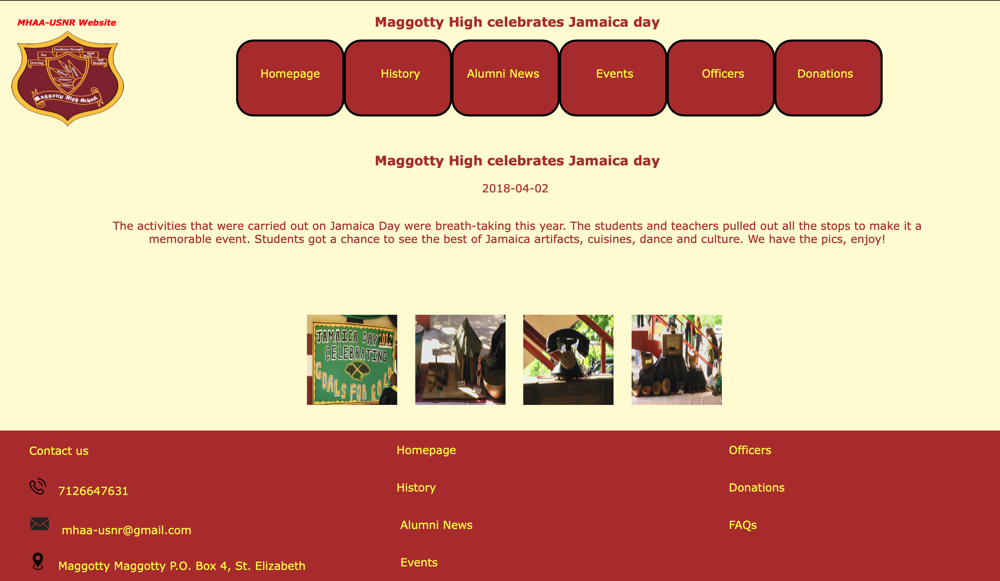 MHAA-USNR Website
Maggotty High celebrates Jamaica day
Excellence Through
For
Hard
Work,
Striving
and
Discipline
RESOLVE
INDUSTRY
INTEGRITY
HONESTY
Maggotty High School
Homepage
History
Alumni News
Events
Officers
Donations
Maggotty High celebrates Jamaica day
2018-04-02
The activities that were carried out on Jamaica Day were breath-taking this year. The students and teachers pulled out all the stops to make it a
memorable event. Students got a chance to see the best of Jamaica artifacts, cuisines, dance and culture. We have the pics, enjoy!
JAMAICA DAY 2012
CELEBRATING
GOALS FOR GOLD
NEXT
Contact us
7126647631
mhaa-usnr@gmail.com
Maggotty Maggotty P.O. Box 4, St. Elizabeth
Homepage
History
Alumni News
Events
Officers
Donations
FAQs